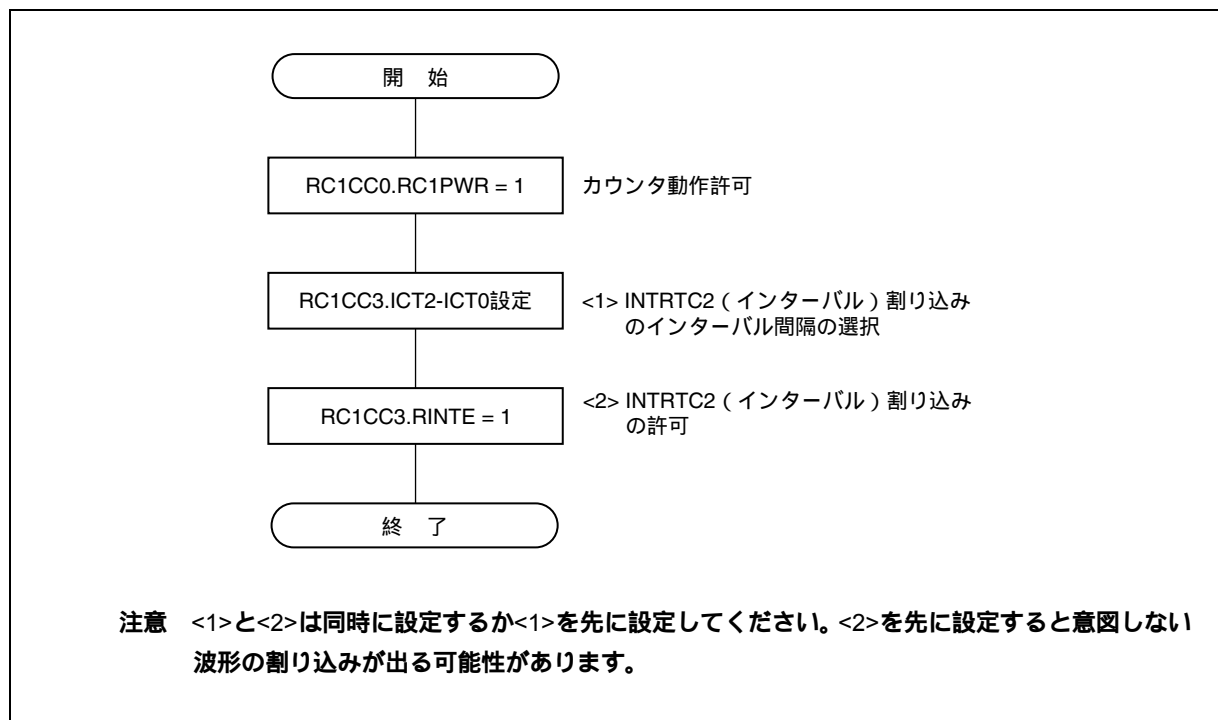 開 始
RC1CC0.RC1PWR = 1 カウンタ動作許可
RC1CC3.ICT2-ICT0設定 <1> INTRTC2（インターバル）割り込み
のインターバル間隔の選択
RC1CC3.RINTE = 1 <2> INTRTC2（インターバル）割り込み
の許可
終 了
注意 <1>と<2>は同時に設定するか<1>を先に設定してください。<2>を先に設定すると意図しない
波形の割り込みが出る可能性があります。